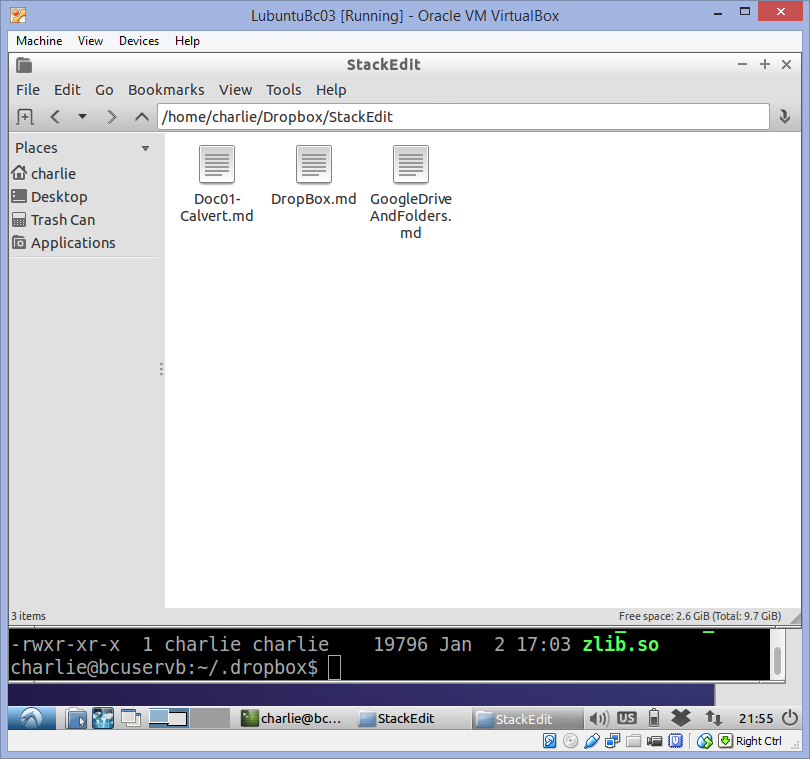 LubuntuBc03 [Running] - Oracle VM VirtualBox
Machine View Devices Help
StackEdit
File Edit Go Bookmarks View Tools Help
/home/charlie/Dropbox/StackEdit
Places
charlie
Desktop
Trash Can
Applications
Doc01-
Calvert.md
DropBox.md
GoogleDrive
AndFolders.
md
3 items
Free space: 2.6 GiB (Total: 9.7 GiB)
-rwxr-xr-x 1 charlie charlie 19796 Jan 2 17:03 zlib.so
charlie@bcuservb:~/.dropbox$
charlie@bc... StackEdit StackEdit US 21:55
Right Ctrl